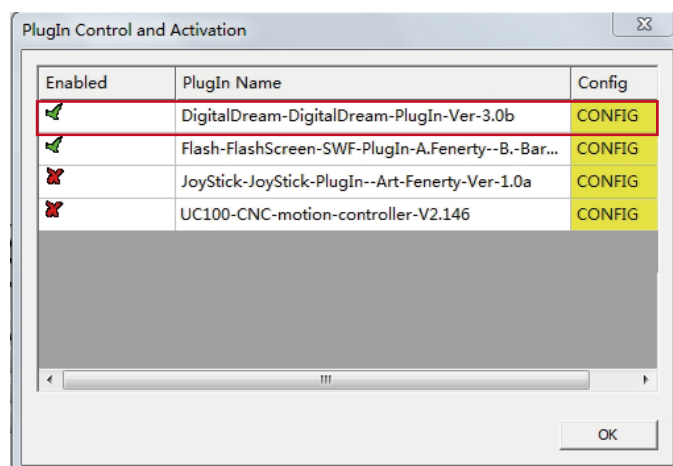 PlugIn Control and Activation
Enabled PlugIn Name Config
DigitalDream-DigitalDream-PlugIn-Ver-3.0b CONFIG
Flash-FlashScreen-SWF-PlugIn-A.Fenerty--B.-Bar... CONFIG
JoyStick-JoyStick-PlugIn--Art-Fenerty-Ver-1.0a CONFIG
UC100-CNC-motion-controller-V2.146 CONFIG
OK